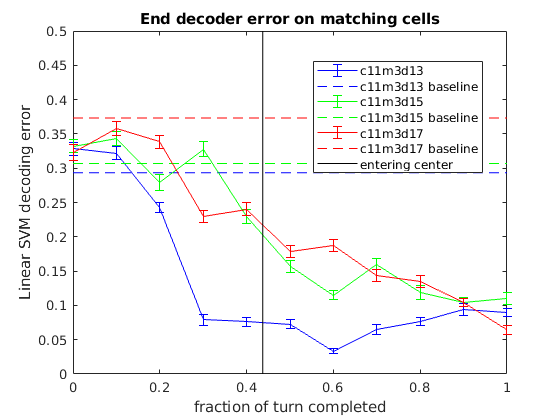 End decoder error on matching cells
0.5
0.45
0.4
0.35
0.3
0.25
0.2
0.15
0.1
0.05
0
Linear SVM decoding error
c11m3d13
c11m3d13 baseline
c11m3d15
c11m3d15 baseline
c11m3d17
c11m3d17 baseline
entering center
0 0.2 0.4 0.6 0.8 1
fraction of turn completed